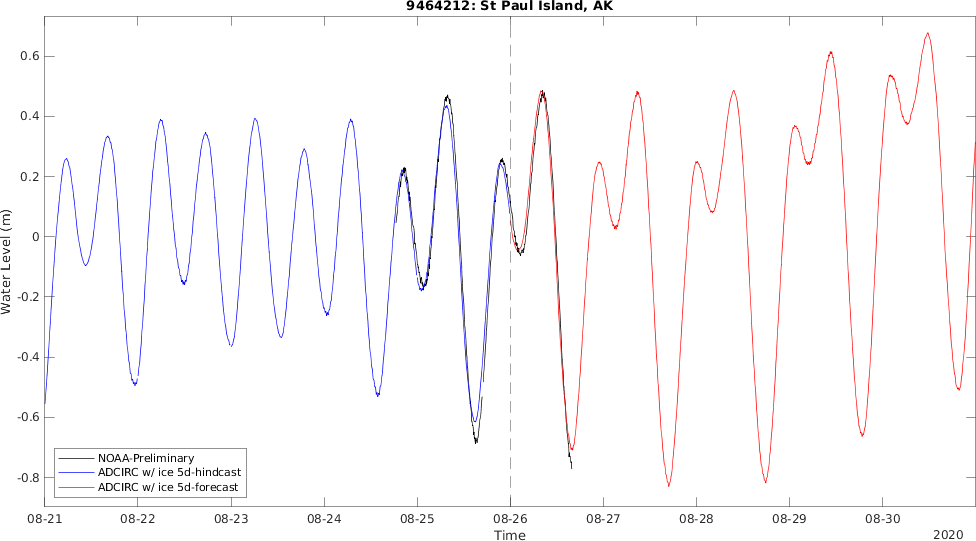 9464212: St Paul Island, AK
0.6
0.4
0.2
0
-0.2
-0.4
-0.6
-0.8
Water Level (m)
NOAA-Preliminary
ADCIRC w/ ice 5d-hindcast
ADCIRC w/ ice 5d-forecast
08-21 08-22 08-23 08-24 08-25 08-26 08-27 08-28 08-29 08-30
Time
2020